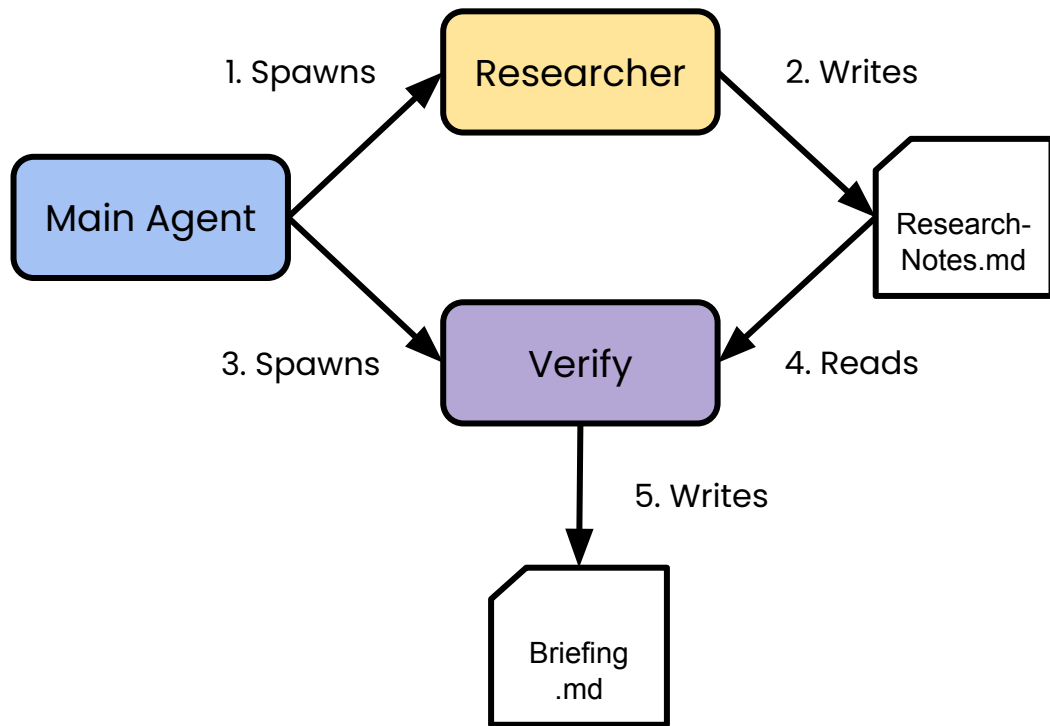 1. Spawns
Researcher
2. Writes
Main Agent
Research-
Notes.md
3. Spawns
Verify
4. Reads
5. Writes
Briefing
.md